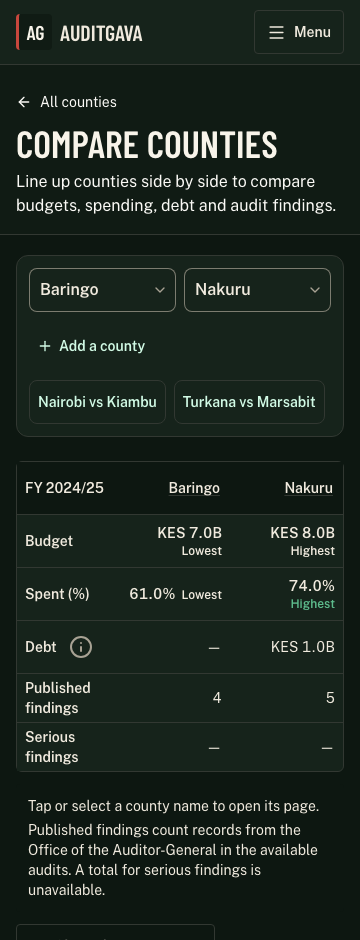 AG AUDITGAVA Menu
All counties
COMPARE COUNTIES
Line up counties side by side to compare
budgets, spending, debt and audit findings.
Baringo Nakuru
Add a county
Nairobi vs Kiambu Turkana vs Marsabit
FY 2024/25 Baringo Nakuru
Budget KES 7.0B Lowest KES 8.0B Highest
Spent (%) 61.0% Lowest 74.0% Highest
Debt — KES 1.0B
Published findings 4 5
Serious findings — —
Tap or select a county name to open its page.
Published findings count records from the
Office of the Auditor-General in the available
audits. A total for serious findings is
unavailable.